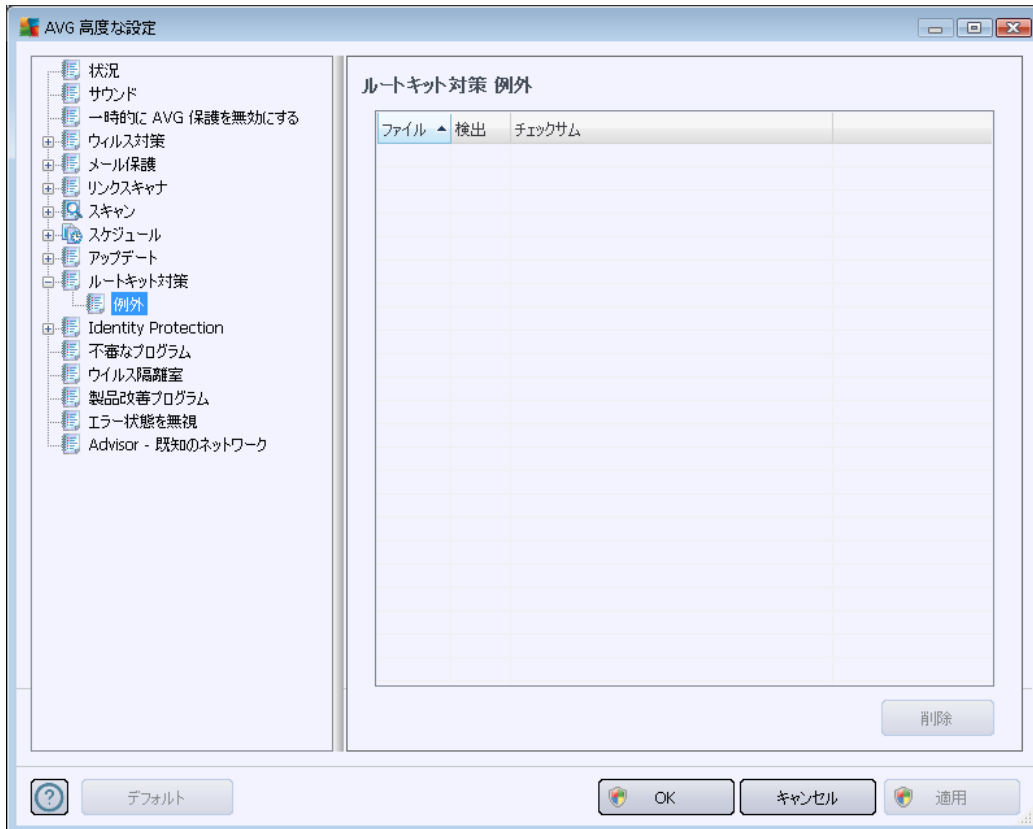 AVG 高度な設定
状況
サウンド
一時的に AVG 保護を無効にする
ウィルス対策
メール保護
リンクスキャナ
スキャン
スケジュール
アップデート
ルートキット対策
例外
Identity Protection
不審なプログラム
ウイルス隔離室
製品改善プログラム
エラー状態を無視
Advisor - 既知のネットワーク
ルートキット対策 例外
ファイル 検出 チェックサム
削除
デフォルト OK キャンセル 適用